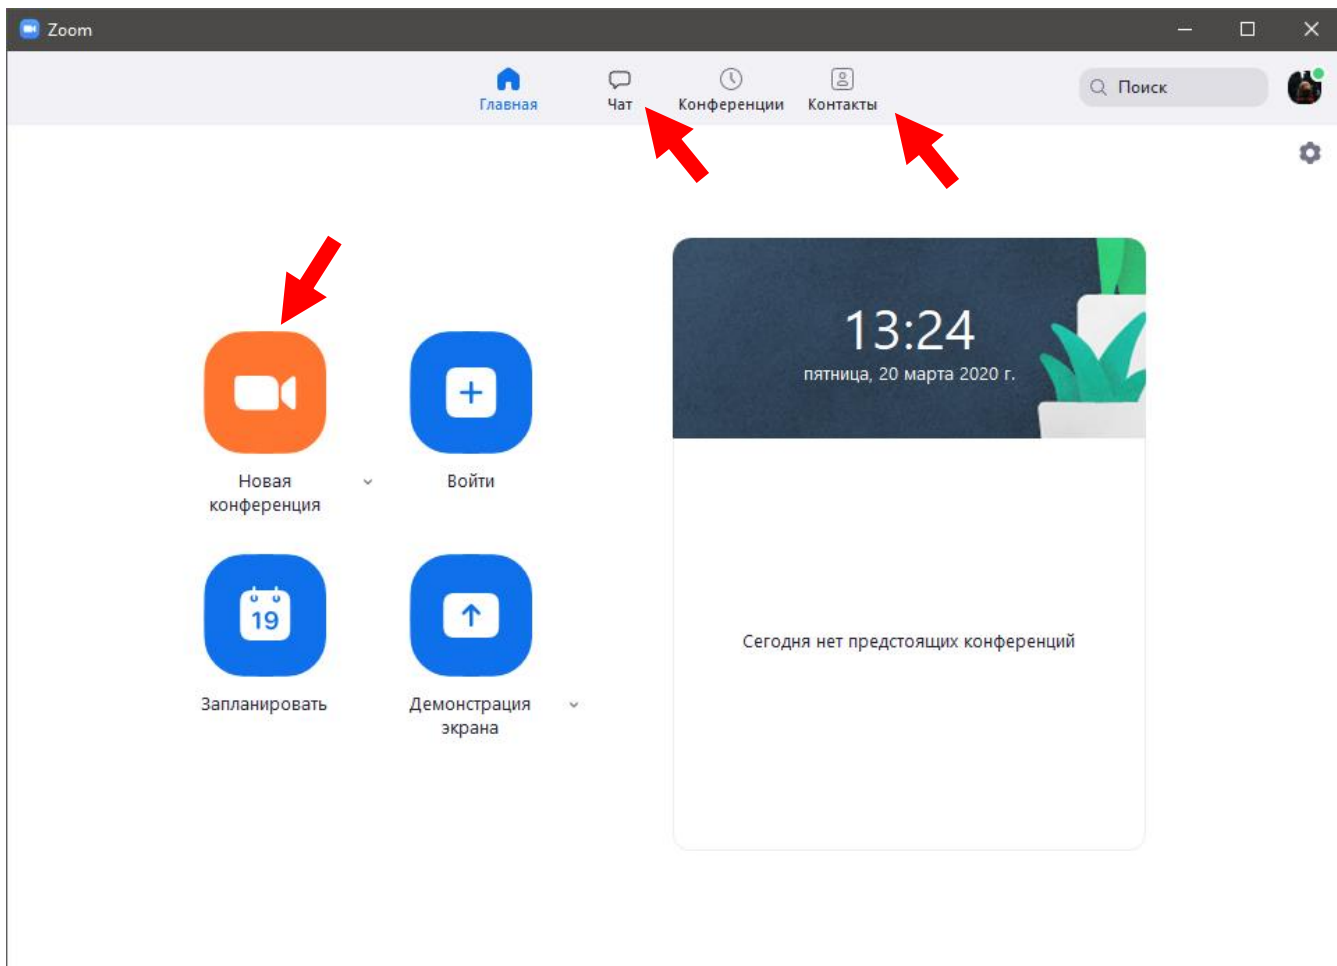 Zoom
Главная
Чат
Конференции
Контакты
Поиск
13:24
пятница, 20 марта 2020 г.
Новая
конференция
Войти
19
Запланировать
Демонстрация
экрана
Сегодня нет предстоящих конференций